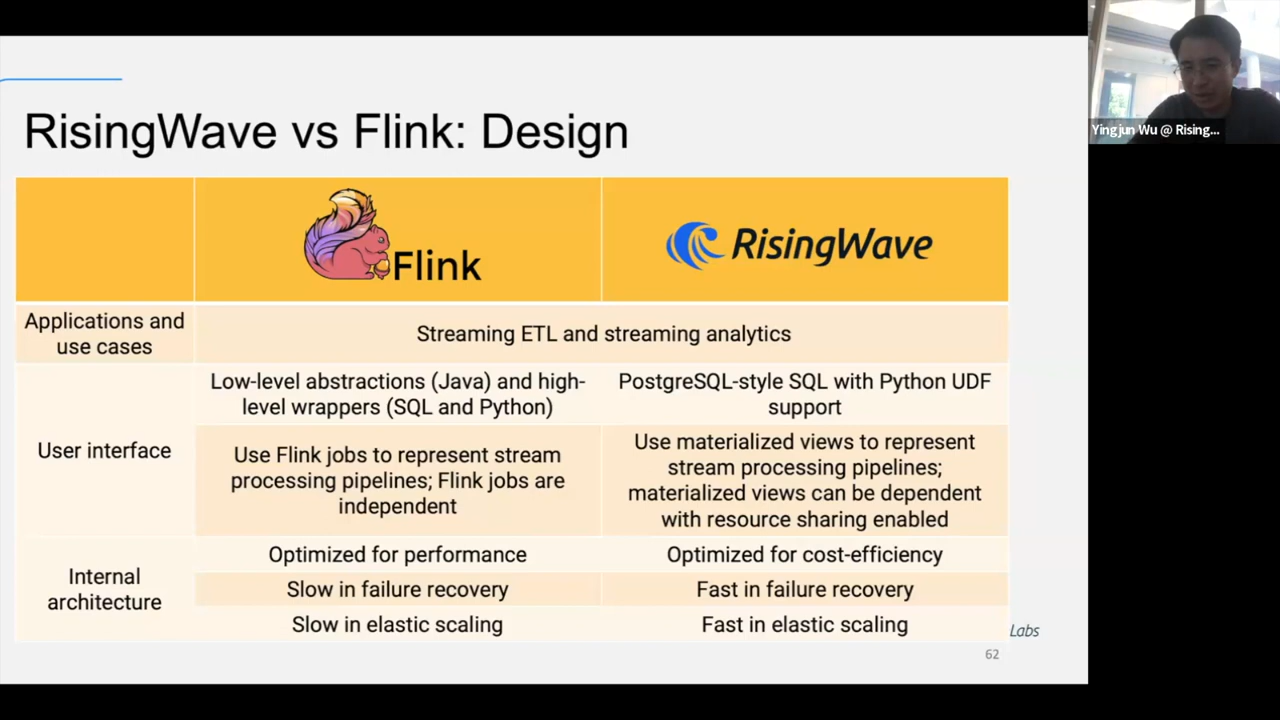 RisingWave vs Flink: Design
Flink
RisingWave
Applications and
use cases
Streaming ETL and streaming analytics
User interface
Low-level abstractions (Java) and high-
level wrappers (SQL and Python)
PostgreSQL-style SQL with Python UDF
support
Use Flink jobs to represent stream
processing pipelines; Flink jobs are
independent
Use materialized views to represent
stream processing pipelines;
materialized views can be dependent
with resource sharing enabled
Internal
architecture
Optimized for performance
Optimized for cost-efficiency
Slow in failure recovery
Fast in failure recovery
Slow in elastic scaling
Fast in elastic scaling
Labs
62
Yingjun Wu @ Rising...